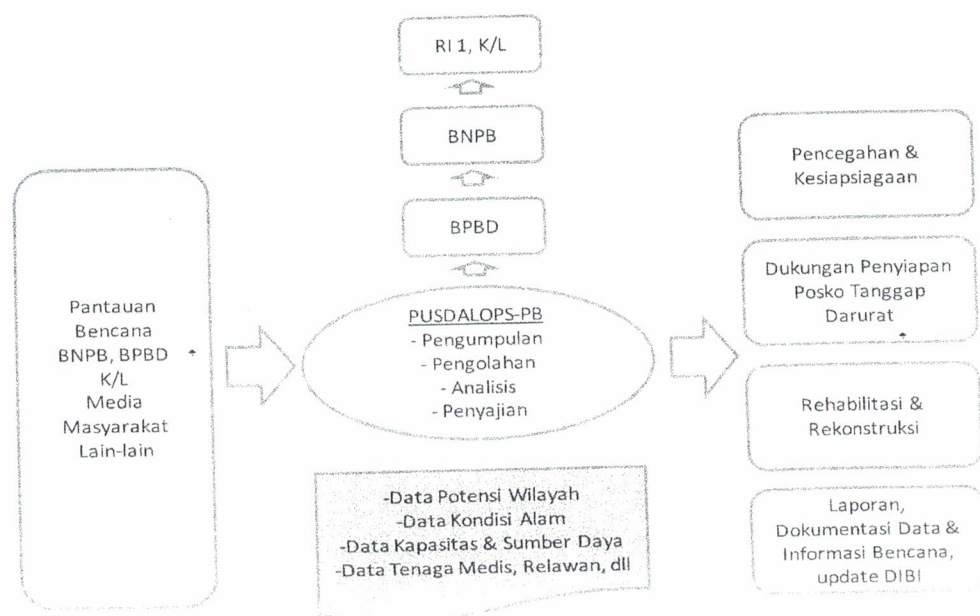 RI 1, K/L
BNPB
BPBD
Pantauan
Bencana
BNPB, BPBD
K/L
Media
Masyarakat
Lain-lain
PUSDALOPS-PB
- Pengumpulan
- Pengolahan
- Analisis
- Penyajian
-Data Potensi Wilayah
-Data Kondisi Alam
-Data Kapasitas & Sumber Daya
-Data Tenaga Medis, Relawan, dll
Pencegahan &
Kesiapsiagaan
Dukungan Penyiapan
Posko Tanggap
Darurat
Rehabilitasi &
Rekonstruksi
Laporan,
Dokumentasi Data &
Informasi Bencana,
update DIBI